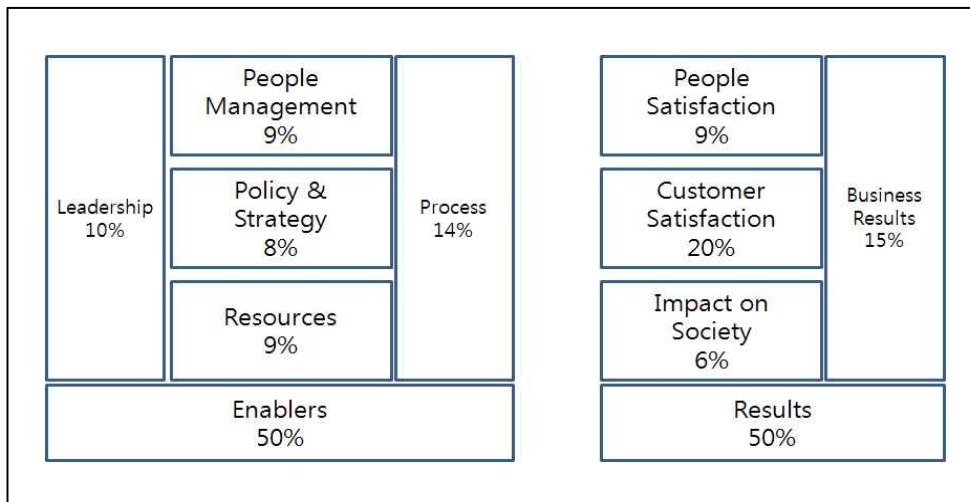 Leadership
10%
People
Management
9%
Policy &
Strategy
8%
Resources
9%
Process
14%
Enablers
50%
People
Satisfaction
9%
Customer
Satisfaction
20%
Impact on
Society
6%
Business
Results
15%
Results
50%